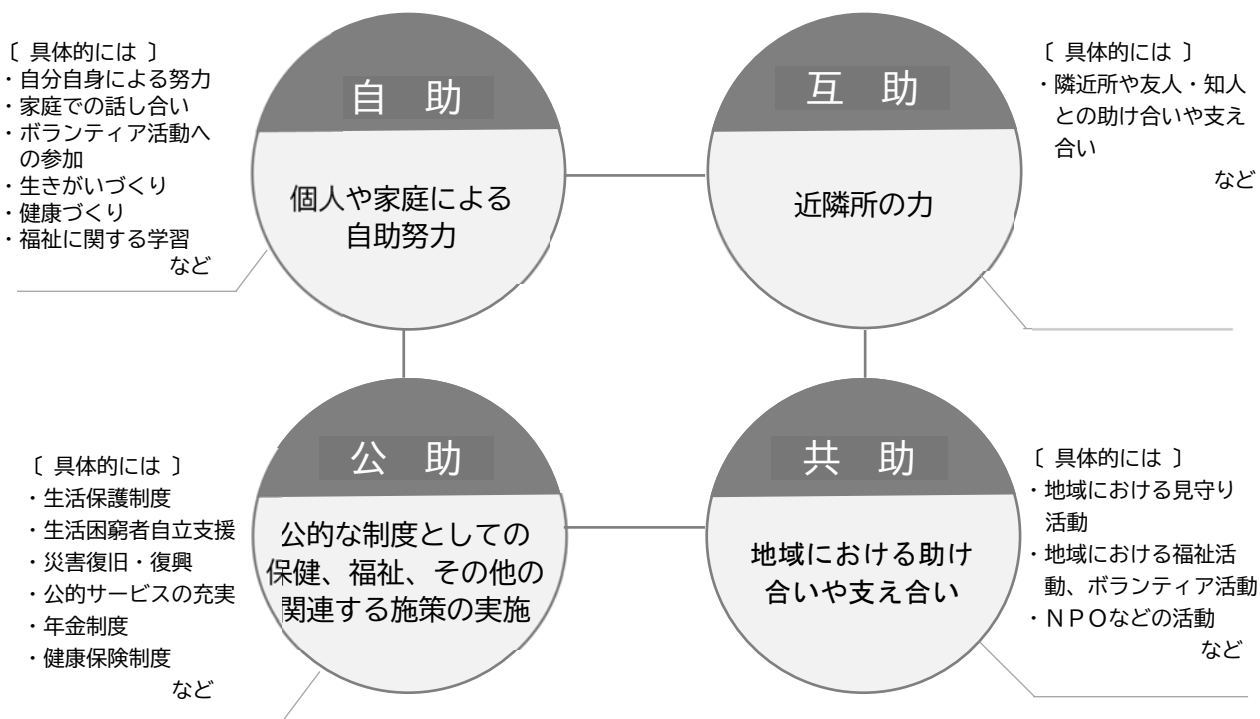 〔 具体的には 〕
・自分自身による努力
・家庭での話し合い
・ボランティア活動へ
の参加
・生きがいづくり
・健康づくり
・福祉に関する学習
など
自 助
個人や家庭による
自助努力
互 助
近隣所の力
〔 具体的には 〕
・隣近所や友人・知人
との助け合いや支え
合い
など
〔 具体的には 〕
・生活保護制度
・生活困窮者自立支援
・災害復旧・復興
・公的サービスの充実
・年金制度
・健康保険制度
など
公 助
公的な制度としての
保健、福祉、その他の
関連する施策の実施
共 助
地域における助け
合いや支え合い
〔 具体的には 〕
・地域における見守り
活動
・地域における福祉活
動、ボランティア活動
・ＮＰＯなどの活動
など